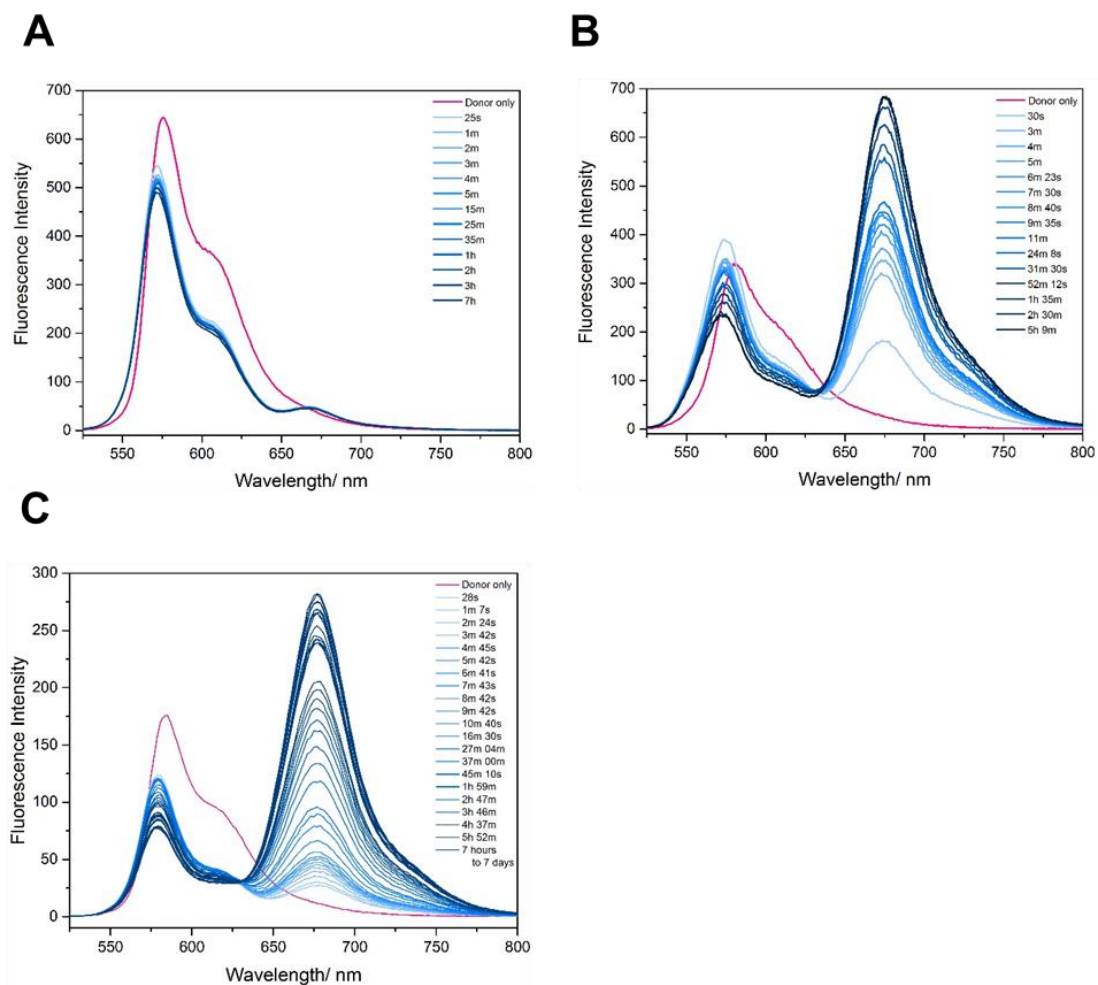 A
700
600
500
400
300
200
100
0
Fluorescence Intensity
550
600
650
700
750
800
Wavelength/ nm
Donor only
25s
1m
2m
3m
4m
5m
15m
25m
35m
1h
2h
3h
7h
B
700
600
500
400
300
200
100
0
Fluorescence Intensity
550
600
650
700
750
800
Wavelength/ nm
Donor only
30s
3m
4m
5m
6m 23s
7m 30s
8m 40s
9m 35s
11m
24m 8s
31m 30s
52m 12s
1h 35m
2h 30m
5h 9m
C
300
250
200
150
100
50
0
Fluorescence Intensity
550
600
650
700
750
800
Wavelength/ nm
Donor only
28s
1m 7s
2m 24s
3m 42s
4m 45s
5m 42s
6m 41s
7m 43s
8m 42s
9m 42s
10m 40s
16m 30s
27m 04m
37m 00m
45m 10s
1h 59m
2h 47m
3h 46m
4h 37m
5h 52m
7 hours
to 7 days